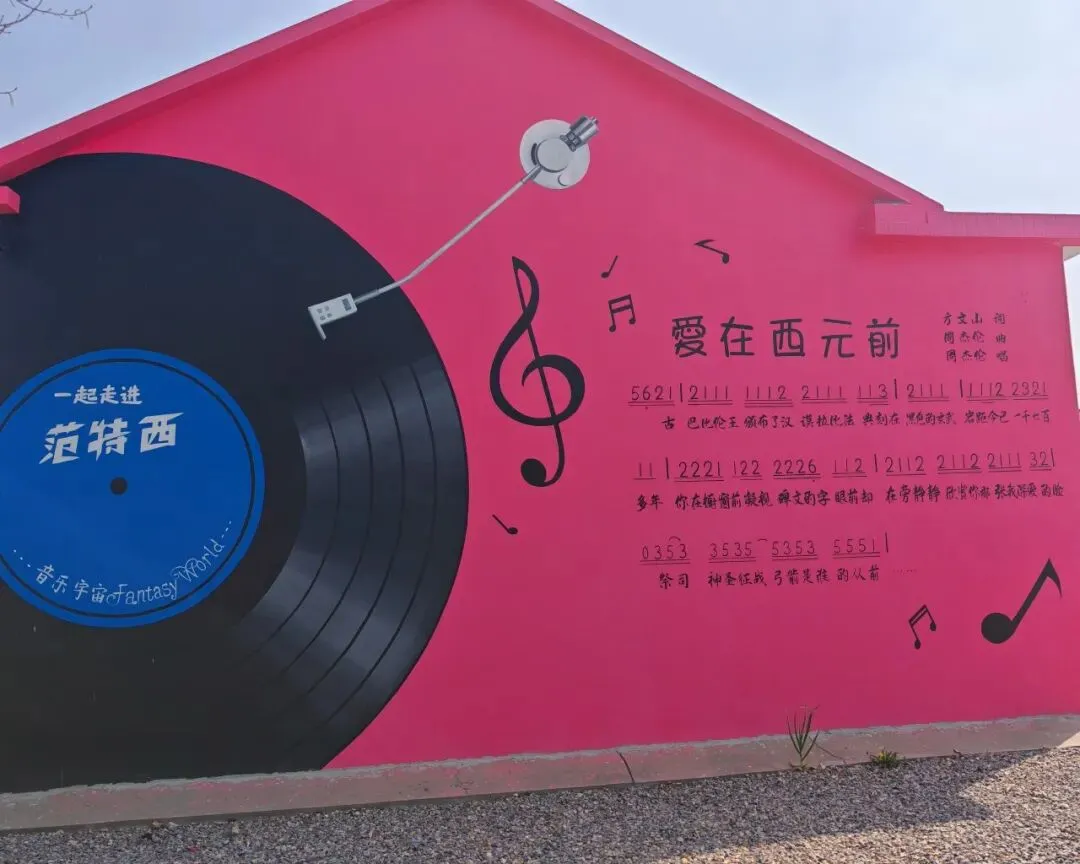 一起走进
范特西
...音乐宇宙Fantasy World...
爱在西元前
方文山 词
周杰伦 曲
周杰伦 唱
5621|2111 1112 2111 113|2111 |1112 2321
古 巴比伦王 颁布了汉 谟拉比法 典刻在 黑色的玄武 岩距今已 一千七百
11|2221 122 2226 112|2112 2112 2111 32|
多年 你在橱窗前凝视 碑文的字 眼前却 在旁静静 欣赏你那 张我深爱 的脸
0353 3535 5353 5551|
祭司 神圣征战 弓箭是谁 的从前 ……